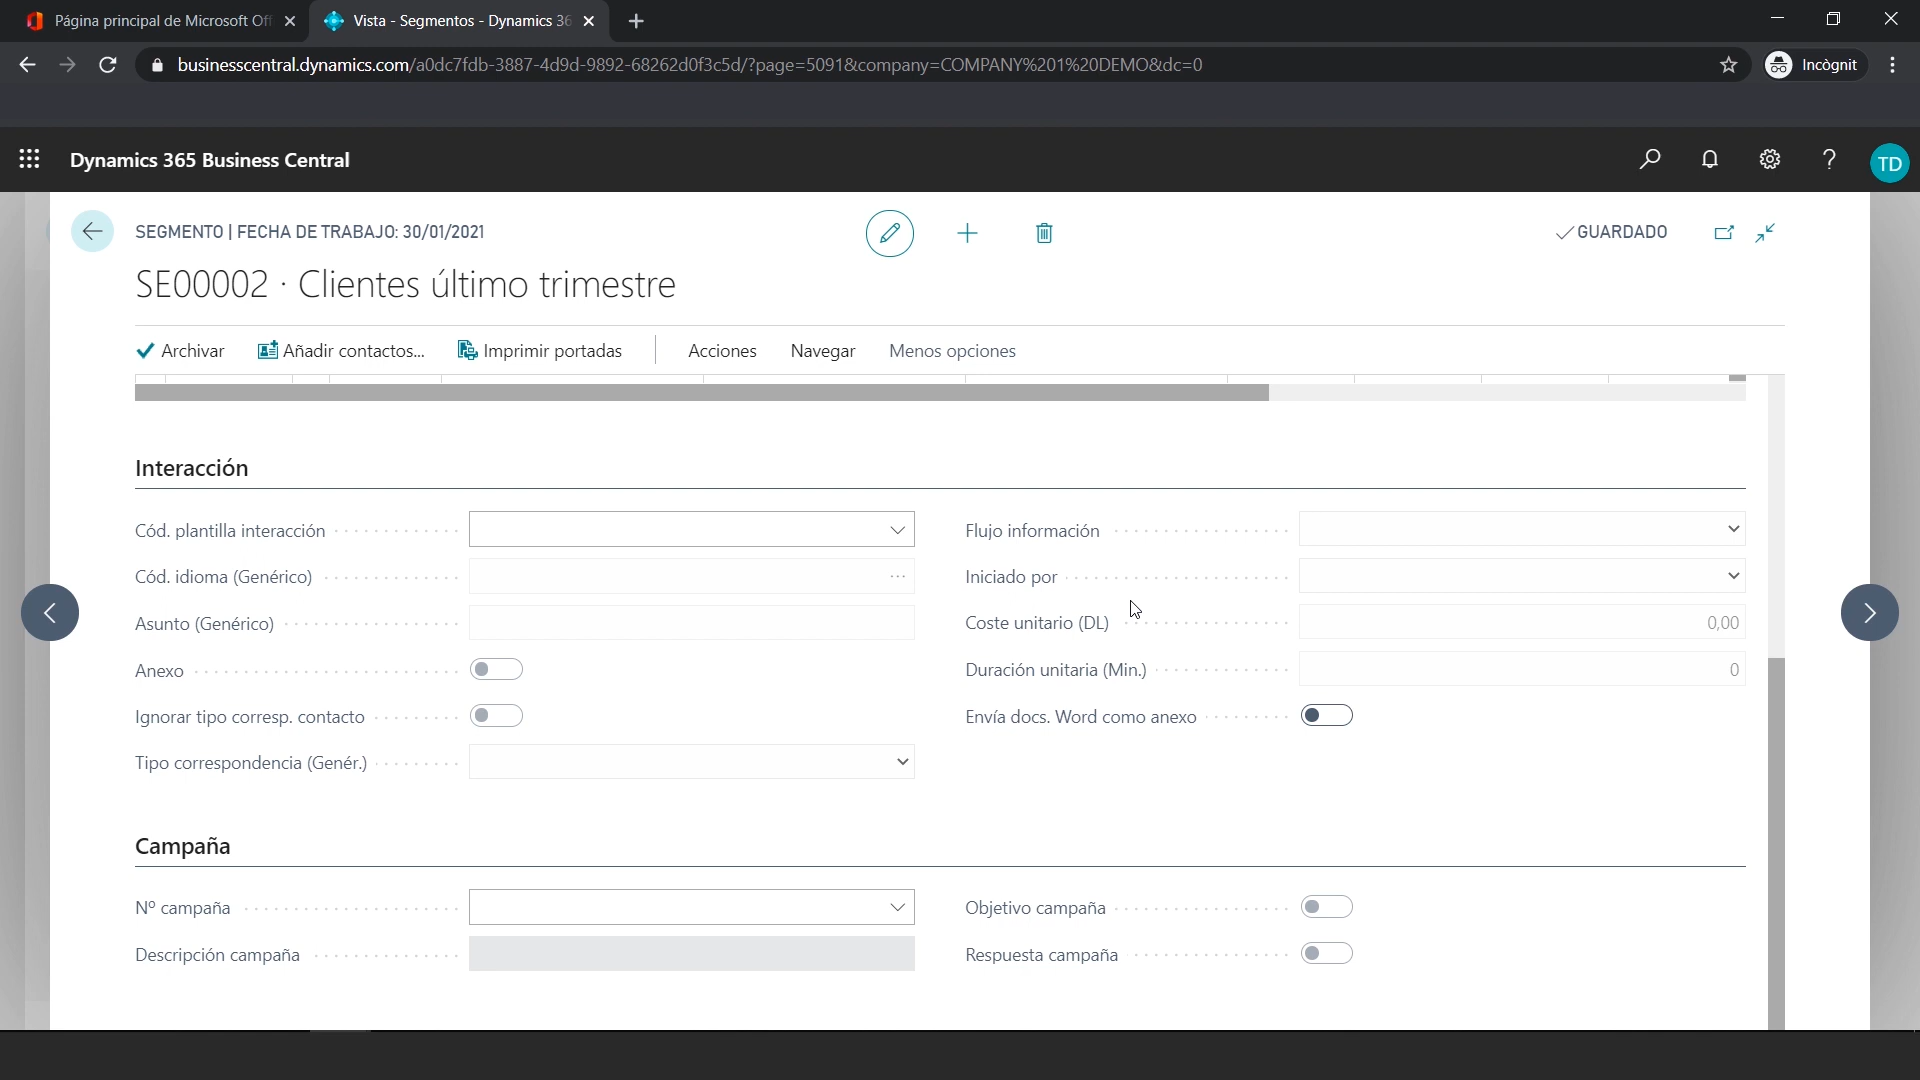 Página principal de Microsoft Off
Vista - Segmentos - Dynamics 36
businesscentral.dynamics.com/a0dc7fdb-3887-4d9d-9892-68262d0f3c5d/?page=5091&company=COMPANY%201%20DEMO&dc=0
Incògnit
Dynamics 365 Business Central
TD
SEGMENTO | FECHA DE TRABAJO: 30/01/2021
GUARDADO
SE00002 · Clientes último trimestre
Archivar
Añadir contactos...
Imprimir portadas
Acciones
Navegar
Menos opciones
Interacción
Cód. plantilla interacción
Flujo información
Cód. idioma (Genérico)
Iniciado por
Asunto (Genérico)
Coste unitario (DL)
0,00
Anexo
Duración unitaria (Min.)
0
Ignorar tipo corresp. contacto
Envía docs. Word como anexo
Tipo correspondencia (Genér.)
Campaña
Nº campaña
Objetivo campaña
Descripción campaña
Respuesta campaña